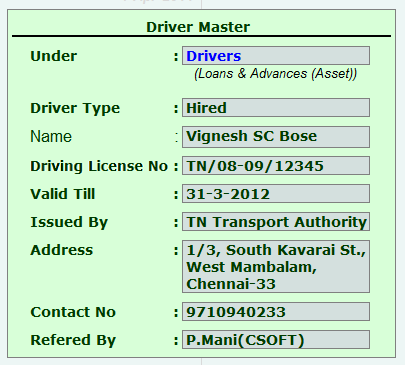 Driver Master
Under : Drivers
(Loans & Advances (Asset))
Driver Type : Hired
Name : Vignesh SC Bose
Driving License No : TN/08-09/12345
Valid Till : 31-3-2012
Issued By : TN Transport Authority
Address : 1/3, South Kavarai St.,
West Mambalam,
Chennai-33
Contact No : 9710940233
Refered By : P.Mani(CSOFT)